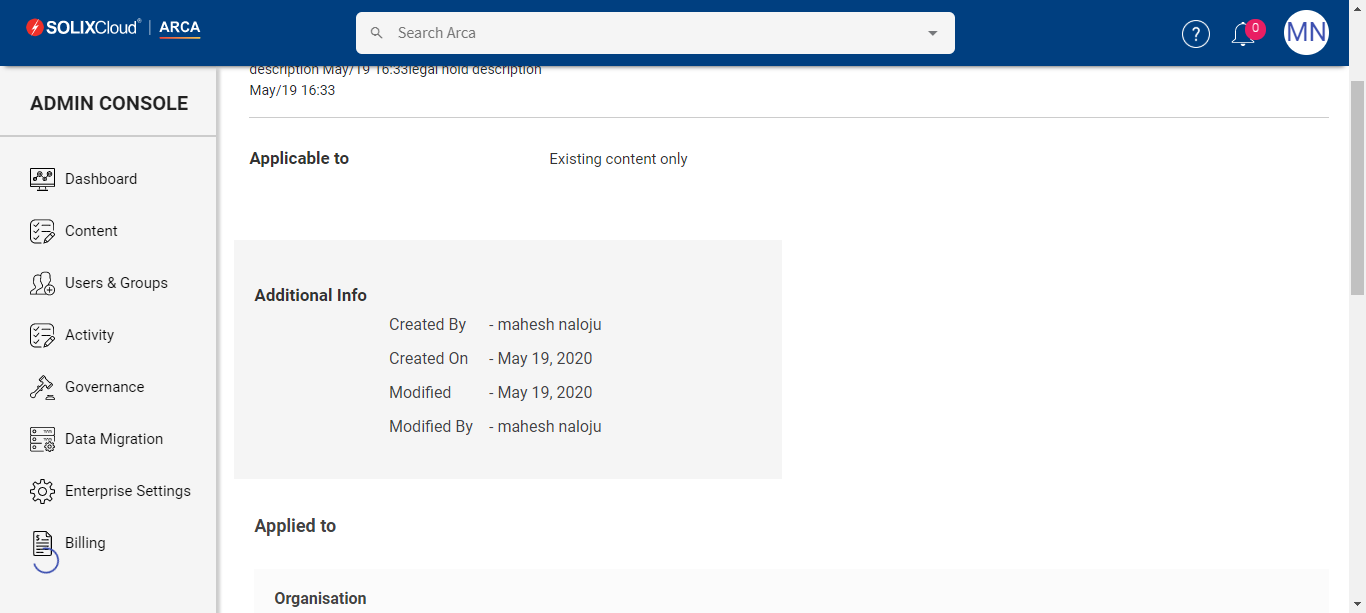 SOLIXCloud® | ARCA
Search Arca
?
0
MN
ADMIN CONSOLE
Dashboard
Content
Users & Groups
Activity
Governance
Data Migration
Enterprise Settings
Billing
description May/19 16:33legal hold description
May/19 16:33
Applicable to Existing content only
Additional Info
Created By - mahesh naloju
Created On - May 19, 2020
Modified - May 19, 2020
Modified By - mahesh naloju
Applied to
Organisation